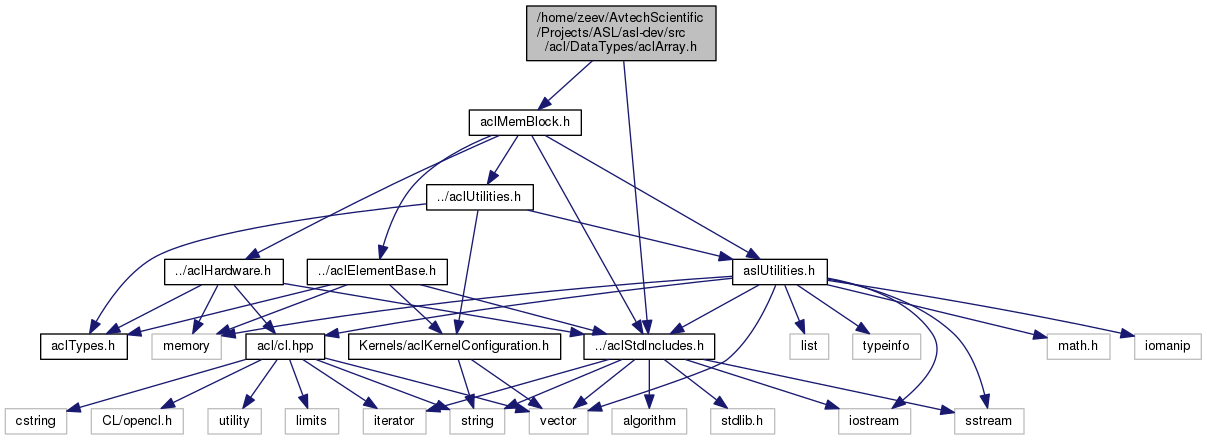 /home/zeev/AvtechScientific
/Projects/ASL/asl-dev/src
/acl/DataTypes/aclArray.h
aclMemBlock.h
../aclUtilities.h
../aclHardware.h
../aclElementBase.h
aslUtilities.h
aclTypes.h
memory
acl/cl.hpp
Kernels/aclKernelConfiguration.h
../aclStdIncludes.h
list
typeinfo
math.h
iomanip
cstring
CL/opencl.h
utility
limits
iterator
string
vector
algorithm
stdlib.h
iostream
sstream